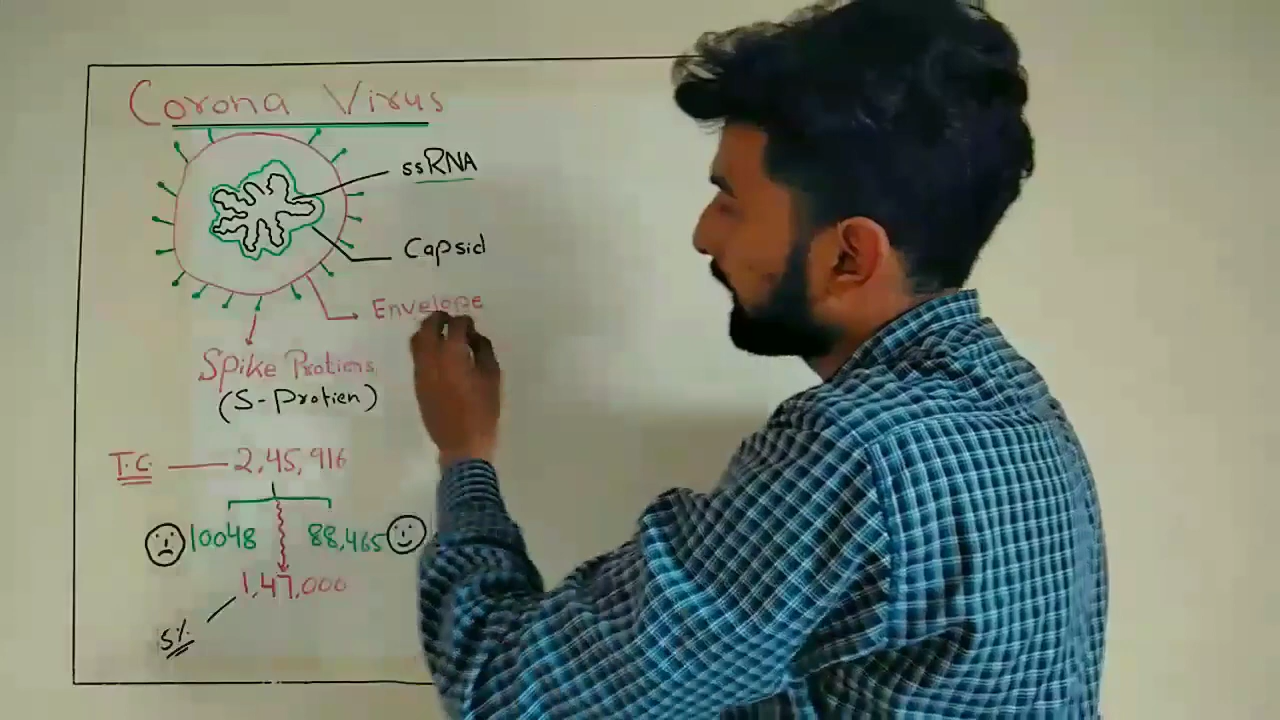 Corona Virus
ssRNA
Capsid
Envelope
Spike Protiens
(S-Protien)
T.C. 2,45,916
10048 88,465
1,47,000
5%